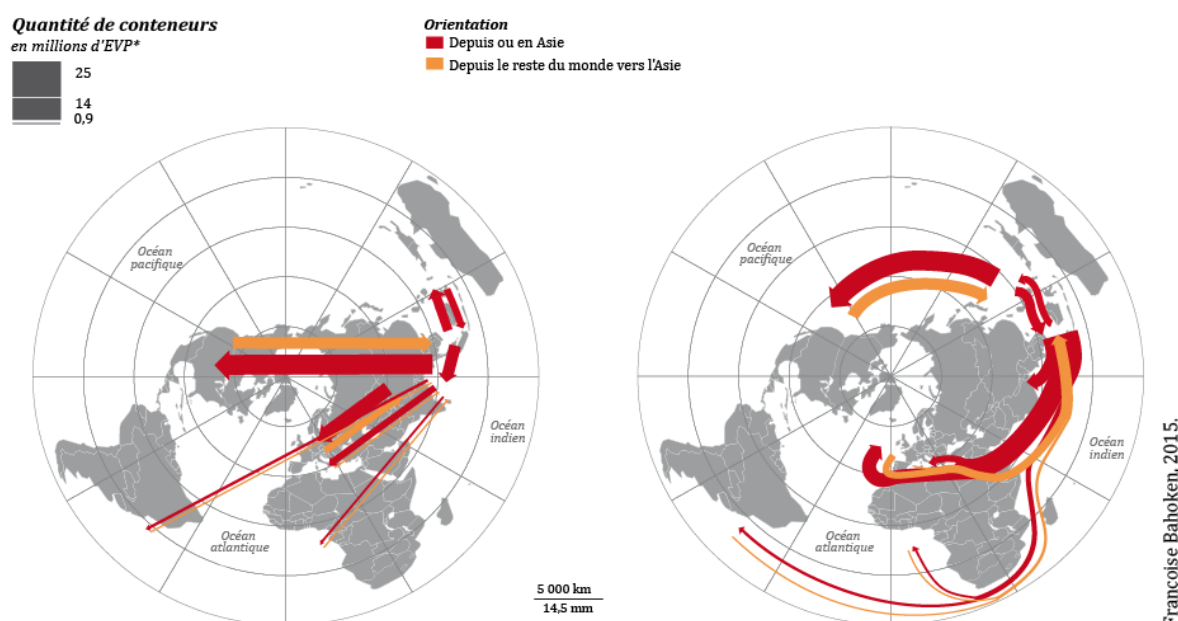 Quantité de conteneurs
en millions d'EVP*
25
14
0,9
Orientation
Depuis ou en Asie
Depuis le reste du monde vers l'Asie
Océan
pacifique
Océan
indien
Océan
atlantique
5 000 km
14,5 mm
Océan
pacifique
Océan
indien
Océan
atlantique
Françoise Bahoken, 2015.